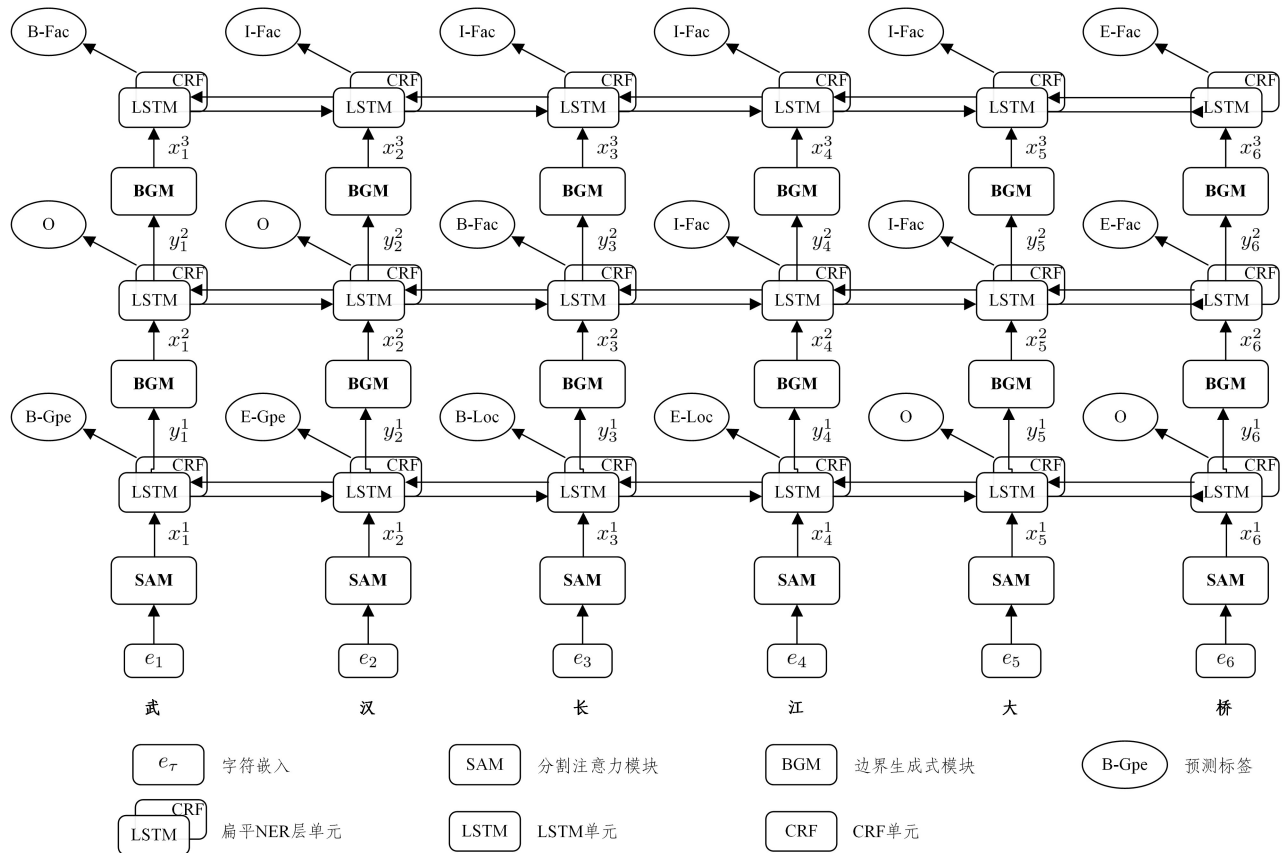 B-Fac I-Fac I-Fac I-Fac I-Fac E-Fac
CRF CRF CRF CRF CRF CRF
LSTM LSTM LSTM LSTM LSTM LSTM
x_1^3 x_2^3 x_3^3 x_4^3 x_5^3 x_6^3
BGM BGM BGM BGM BGM BGM
O O B-Fac I-Fac I-Fac E-Fac
y_1^2 y_2^2 y_3^2 y_4^2 y_5^2 y_6^2
CRF CRF CRF CRF CRF CRF
LSTM LSTM LSTM LSTM LSTM LSTM
x_1^2 x_2^2 x_3^2 x_4^2 x_5^2 x_6^2
BGM BGM BGM BGM BGM BGM
B-Gpe E-Gpe B-Loc E-Loc O O
y_1^1 y_2^1 y_3^1 y_4^1 y_5^1 y_6^1
CRF CRF CRF CRF CRF CRF
LSTM LSTM LSTM LSTM LSTM LSTM
x_1^1 x_2^1 x_3^1 x_4^1 x_5^1 x_6^1
SAM SAM SAM SAM SAM SAM
e_1 e_2 e_3 e_4 e_5 e_6
武 汉 长 江 大 桥
e_τ 字符嵌入 SAM 分割注意力模块 BGM 边界生成式模块 B-Gpe 预测标签
CRF
LSTM 扁平NER层单元 LSTM LSTM单元 CRF CRF单元